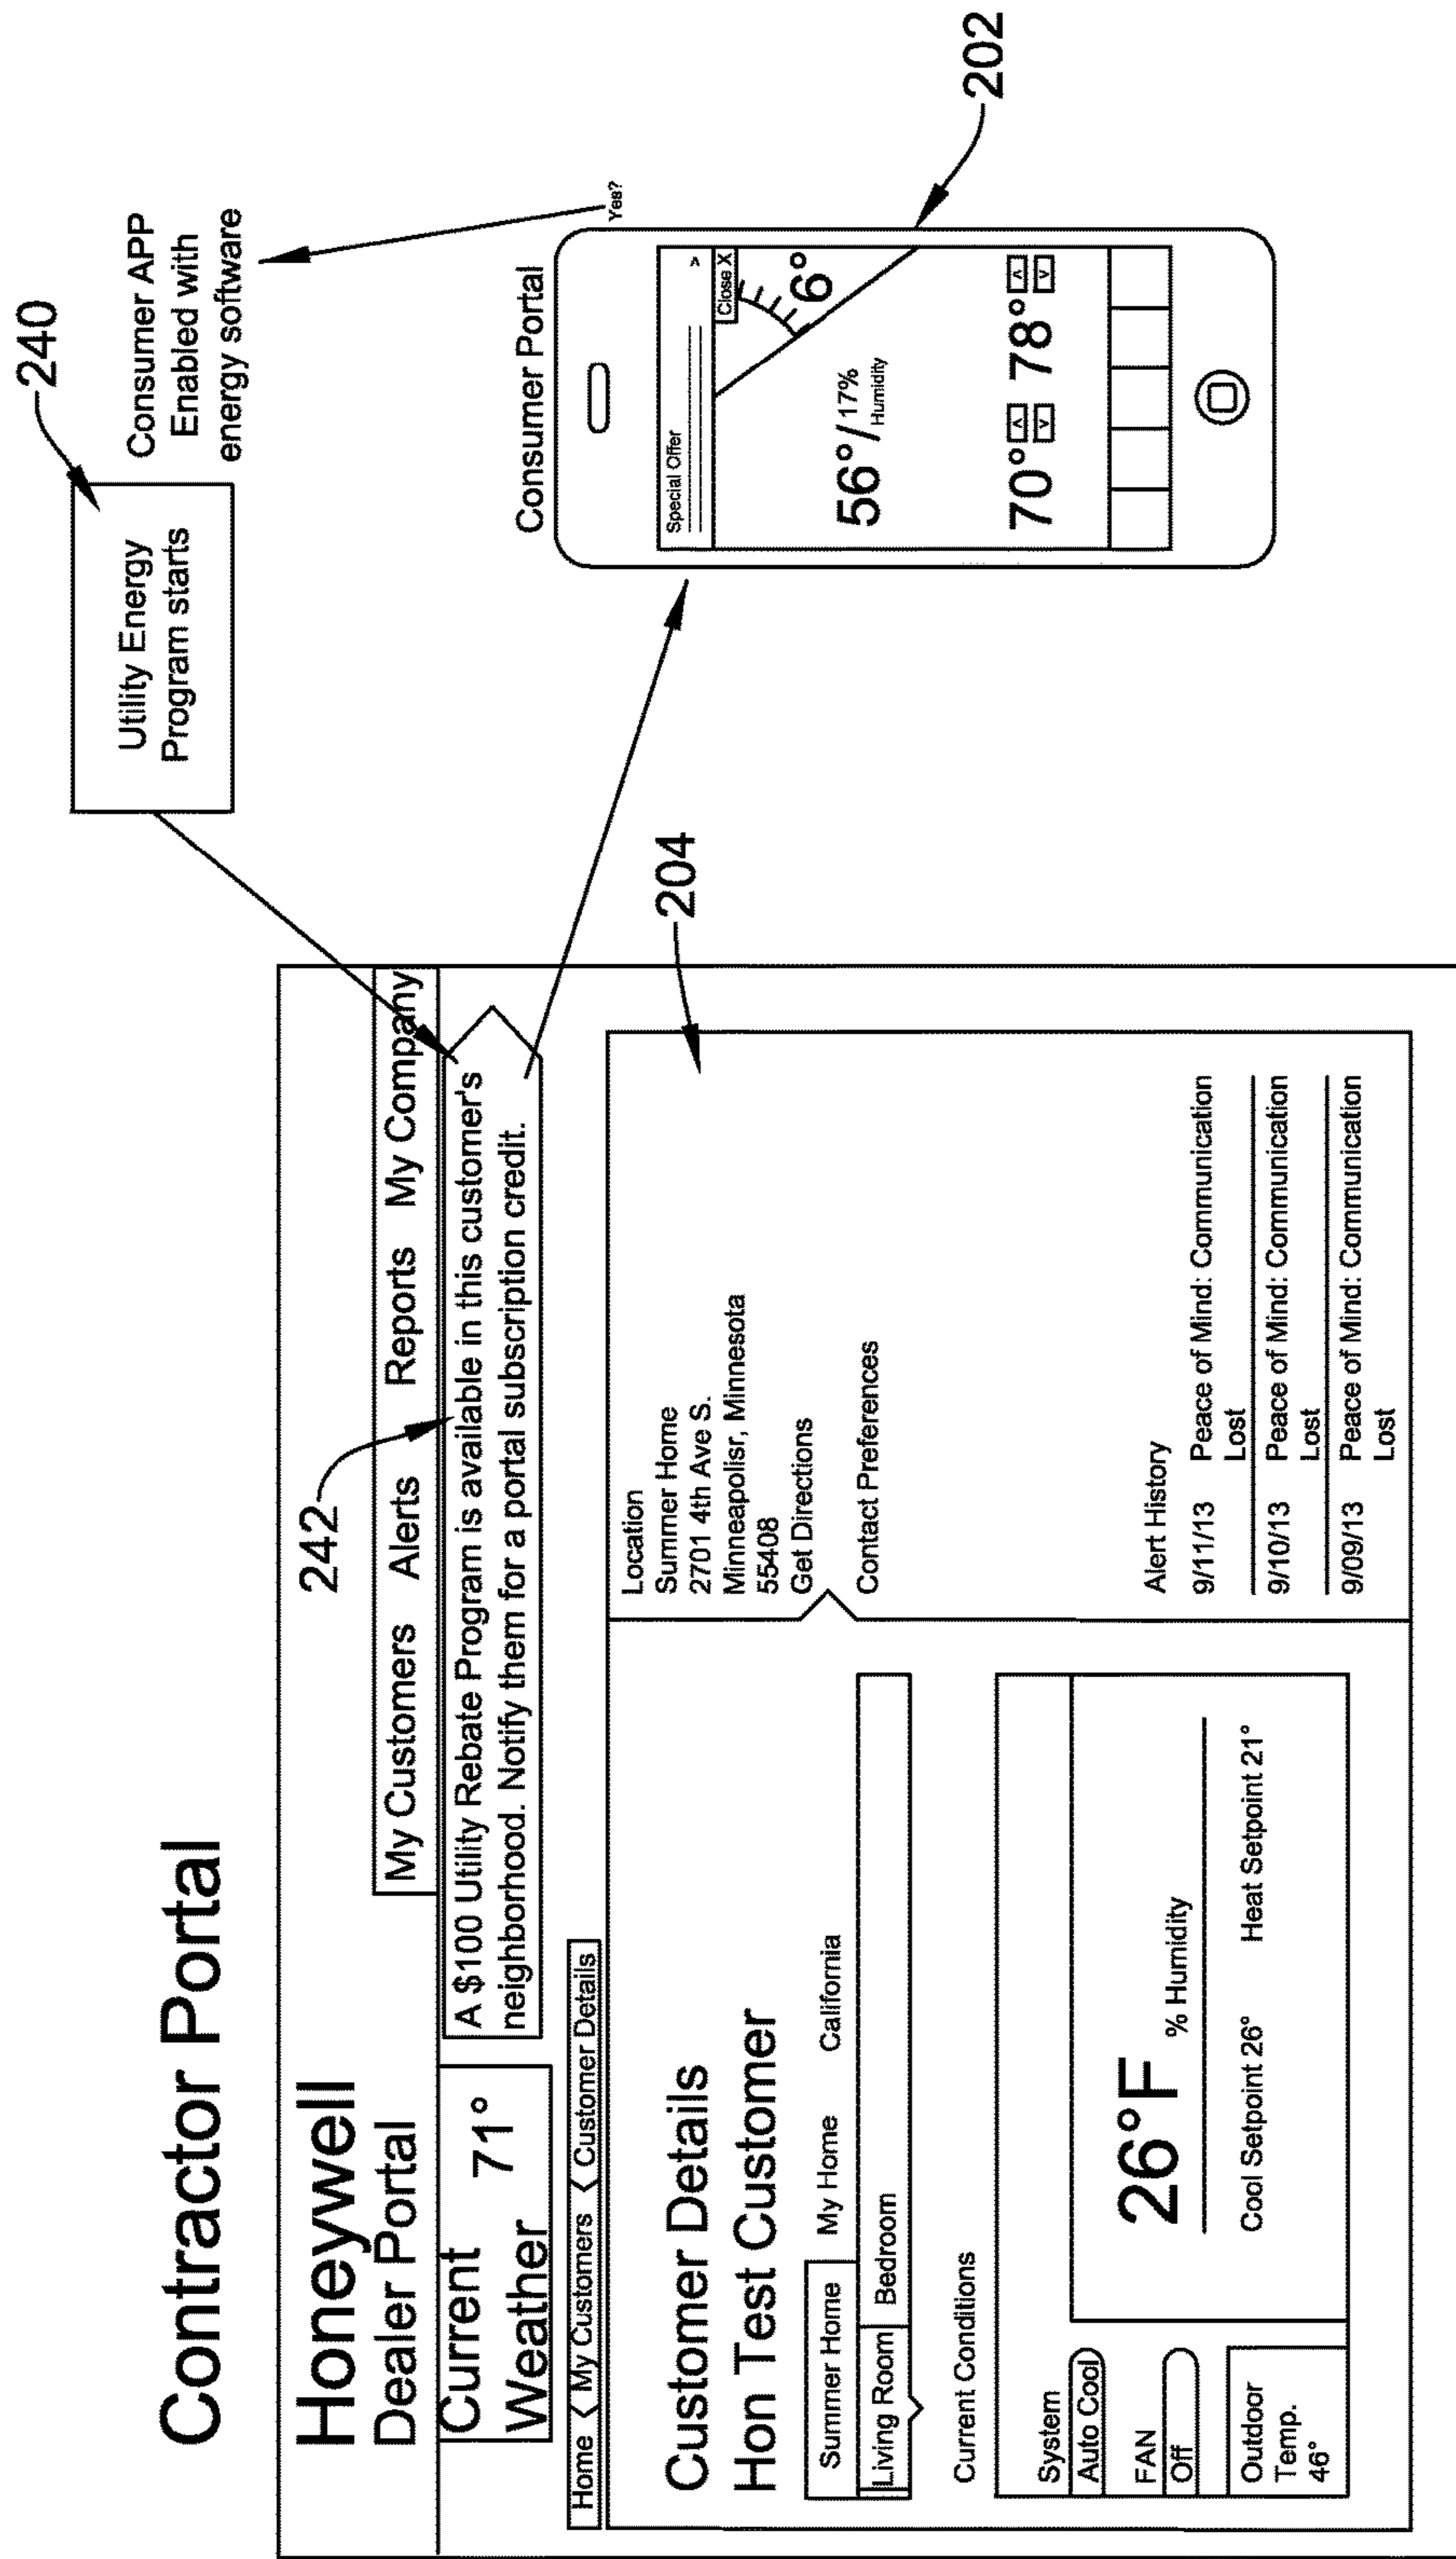 Contractor Portal
240
Utility Energy
Program starts
Consumer APP
Enabled with
energy software
Honeywell
Dealer Portal
242
My Customers Alerts Reports My Company
Current
Weather
71°
A $100 Utility Rebate Program is available in this customer's
neighborhood. Notify them for a portal subscription credit.
Home < My Customers < Customer Details
204
Customer Details
Hon Test Customer
Summer Home My Home California
Living Room Bedroom
Current Conditions
System
Auto Cool
FAN
Off
Outdoor
Temp.
46°
26°F
% Humidity
Cool Setpoint 26° Heat Setpoint 21°
Location
Summer Home
2701 4th Ave S.
Minneapolisr, Minnesota
55408
Get Directions
Contact Preferences
Alert History
9/11/13 Peace of Mind: Communication
Lost
9/10/13 Peace of Mind: Communication
Lost
9/09/13 Peace of Mind: Communication
Lost
Consumer Portal
Yes?
Special Offer >
Close X
6°
56°/17%
Humidity
70° ^ v 78° ^ v
202